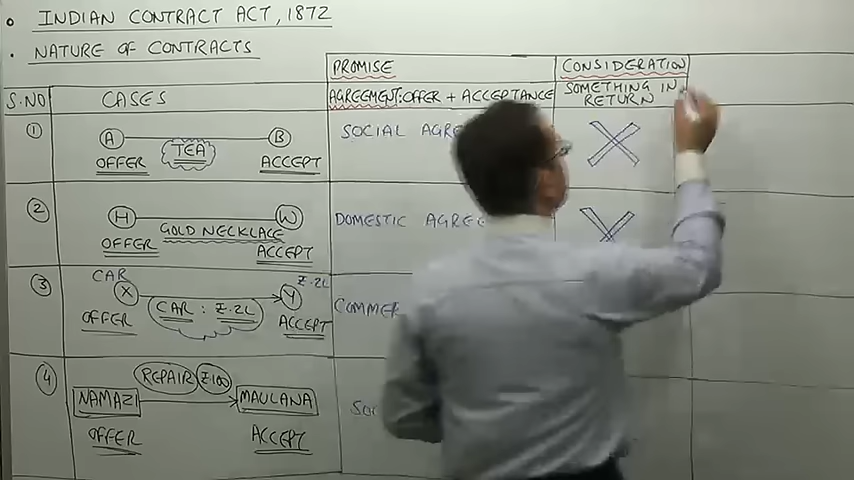 • INDIAN CONTRACT ACT, 1872
• NATURE OF CONTRACTS
PROMISE CONSIDERATION
S.NO CASES AGREEMENT: OFFER + ACCEPTANCE SOMETHING IN
RETURN
1 A B SOCIAL
TEA
OFFER ACCEPT
2 H W DOMESTIC
GOLD NECKLACE
OFFER ACCEPT
3 CAR ₹.2L
X Y
CAR : ₹.2L
OFFER ACCEPT
4 REPAIR ₹100
NAMAZI MAULANA
OFFER ACCEPT